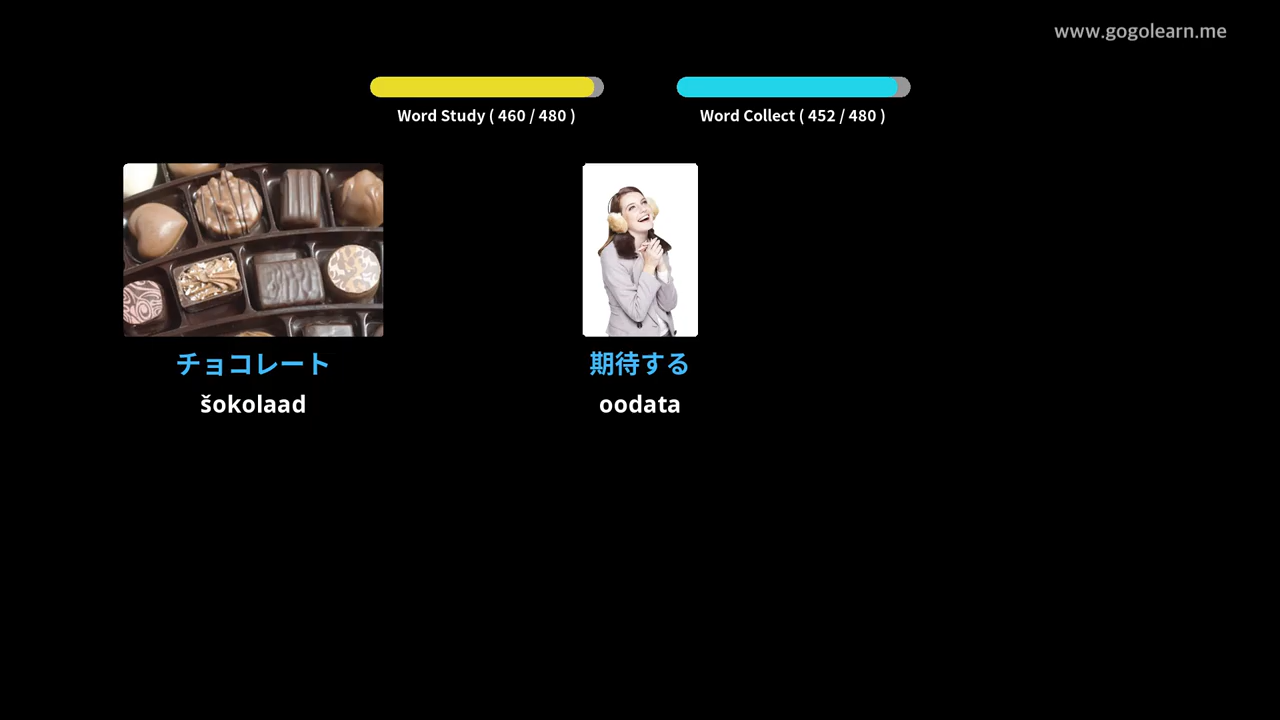 www.gogolearn.me
Word Study ( 460 / 480 )
Word Collect ( 452 / 480 )
チョコレート
šokolaad
期待する
oodata